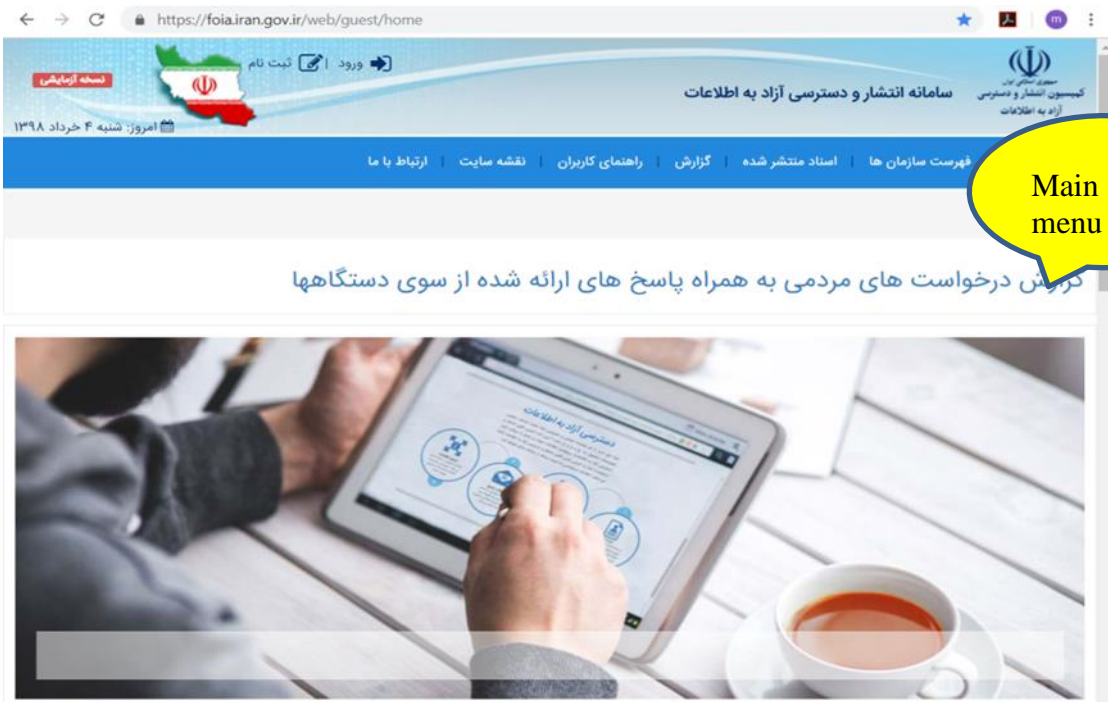 https://foia.iran.gov.ir/web/guest/home
m
ورود | ثبت نام
نسخه آزمایشی
سامانه انتشار و دسترسی آزاد به اطلاعات
کمیسیون انتشار و دسترسی
آزاد به اطلاعات
امروز: شنبه ۴ خرداد ۱۳۹۸
فهرست سازمان ها | اسناد منتشر شده | گزارش | راهنمای کاربران | نقشه سایت | ارتباط با ما
Main
menu
گزارش درخواست های مردمی به همراه پاسخ های ارائه شده از سوی دستگاهها
دسترسی آزاد به اطلاعات